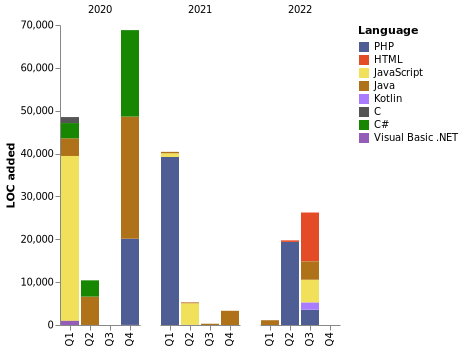 2020 2021 2022
70,000
60,000
50,000
40,000
30,000
20,000
10,000
0
LOC added
Q1 Q2 Q3 Q4 Q1 Q2 Q3 Q4 Q1 Q2 Q3 Q4
Language
PHP
HTML
JavaScript
Java
Kotlin
C
C#
Visual Basic .NET